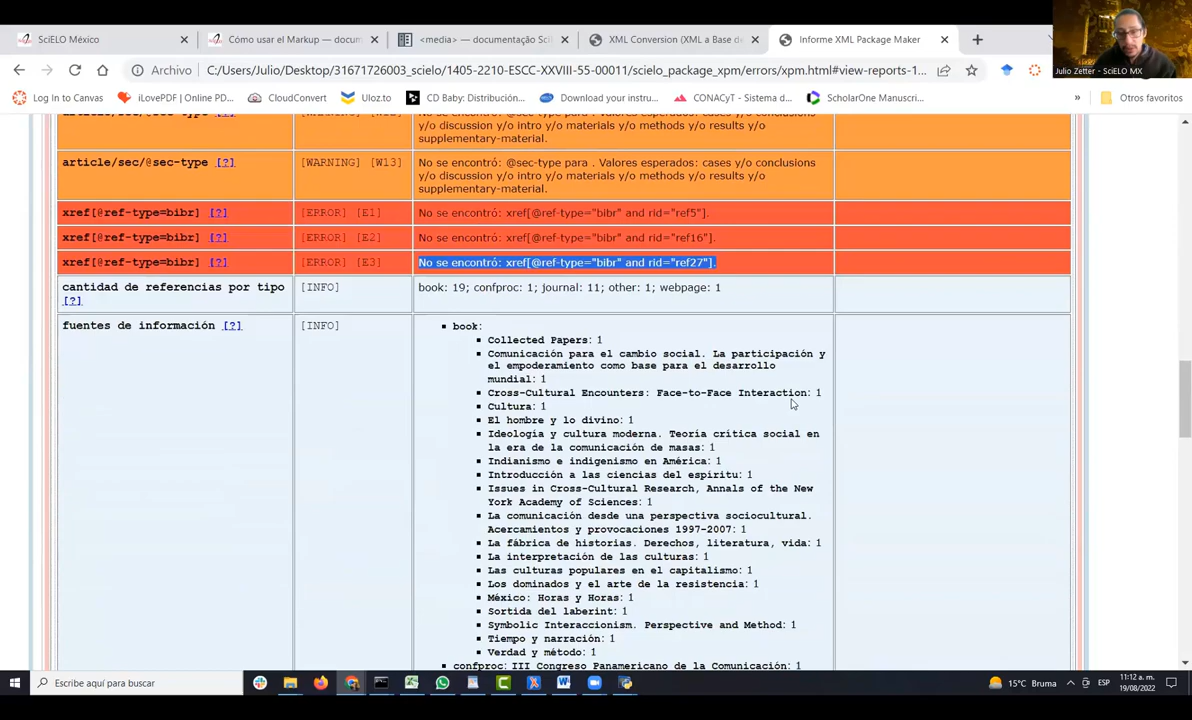 SciELO México
Cómo usar el Markup — docum
<media> — documentação Sci
XML Conversion (XML a Base d
Informe XML Package Maker
Archivo C:/Users/Julio/Desktop/31671726003_scielo/1405-2210-ESCC-XXVIII-55-00011/scielo_package_xpm/errors/xpm.html#view-reports-1...
Log In to Canvas
iLovePDF | Online PD...
CloudConvert
Uloz.to
CD Baby: Distribución...
Download your instru...
CONACyT - Sistema d...
ScholarOne Manuscri...
»
Otros favoritos
Julio Zetter - SciELO MX
y/o discussion y/o intro y/o materials y/o methods y/o results y/o
supplementary-material.
article/sec/@sec-type [?] [WARNING] [W13] No se encontró: @sec-type para . Valores esperados: cases y/o conclusions
y/o discussion y/o intro y/o materials y/o methods y/o results y/o
supplementary-material.
xref[@ref-type=bibr] [?] [ERROR] [E1] No se encontró: xref[@ref-type="bibr" and rid="ref5"].
xref[@ref-type=bibr] [?] [ERROR] [E2] No se encontró: xref[@ref-type="bibr" and rid="ref16"].
xref[@ref-type=bibr] [?] [ERROR] [E3] No se encontró: xref[@ref-type="bibr" and rid="ref27"].
cantidad de referencias por tipo [INFO] book: 19; confproc: 1; journal: 11; other: 1; webpage: 1
[?]
fuentes de información [?] [INFO] book:
Collected Papers: 1
Comunicación para el cambio social. La participación y
el empoderamiento como base para el desarrollo
mundial: 1
Cross-Cultural Encounters: Face-to-Face Interaction: 1
Cultura: 1
El hombre y lo divino: 1
Ideología y cultura moderna. Teoría crítica social en
la era de la comunicación de masas: 1
Indianismo e indigenismo en América: 1
Introducción a las ciencias del espíritu: 1
Issues in Cross-Cultural Research, Annals of the New
York Academy of Sciences: 1
La comunicación desde una perspectiva sociocultural.
Acercamientos y provocaciones 1997-2007: 1
La fábrica de historias. Derechos, literatura, vida: 1
La interpretación de las culturas: 1
Las culturas populares en el capitalismo: 1
Los dominados y el arte de la resistencia: 1
México: Horas y Horas: 1
Sortida del laberint: 1
Symbolic Interaccionism. Perspective and Method: 1
Tiempo y narración: 1
Verdad y método: 1
confproc: III Congreso Panamericano de la Comunicación: 1
Escribe aquí para buscar
15°C Bruma
ESP
11:12 a. m.
19/08/2022